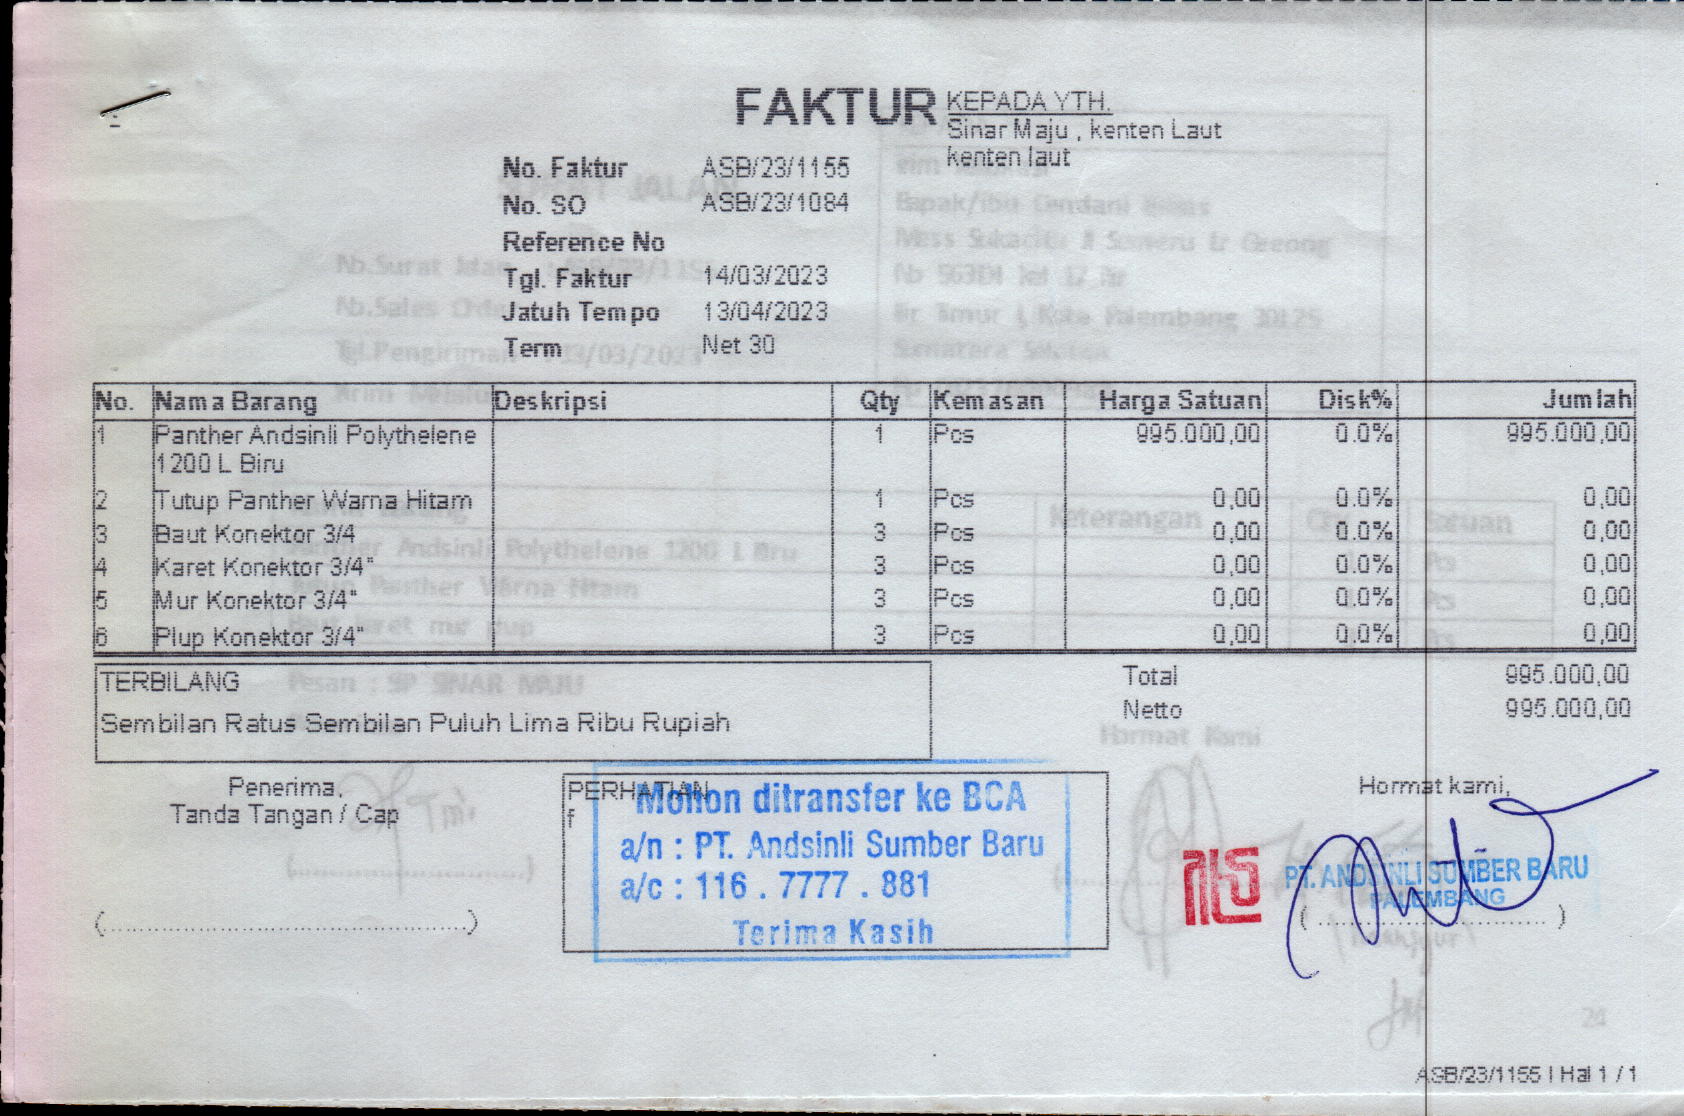 FAKTUR
KEPADA YTH.
Sinar Maju , kenten Laut
kenten laut
No. Faktur ASB/23/1155
No. SO ASB/23/1084
Reference No
Tgl. Faktur 14/03/2023
Jatuh Tempo 13/04/2023
Term Net 30
No. Nama Barang Deskripsi Qty Kemasan Harga Satuan Disk% Jumlah
1 Panther Andsinli Polythelene 1 Pcs 995.000,00 0.0% 995.000,00
1200 L Biru
2 Tutup Panther Warna Hitam 1 Pcs 0,00 0.0% 0,00
3 Baut Konektor 3/4 3 Pcs 0,00 0.0% 0,00
4 Karet Konektor 3/4" 3 Pcs 0,00 0.0% 0,00
5 Mur Konektor 3/4" 3 Pcs 0,00 0.0% 0,00
6 Plup Konektor 3/4" 3 Pcs 0,00 0.0% 0,00
TERBILANG
Sembilan Ratus Sembilan Puluh Lima Ribu Rupiah
Total 995.000,00
Netto 995.000,00
Penerima,
Tanda Tangan / Cap
(................................................)
PERHATIAN
f
Mohon ditransfer ke BCA
a/n : PT. Andsinli Sumber Baru
a/c : 116 . 7777 . 881
Terima Kasih
Hormat kami,
PT. ANDSINLI SUMBER BARU
PALEMBANG
( ............................. )
24
ASB/23/1155 | Hal 1 / 1